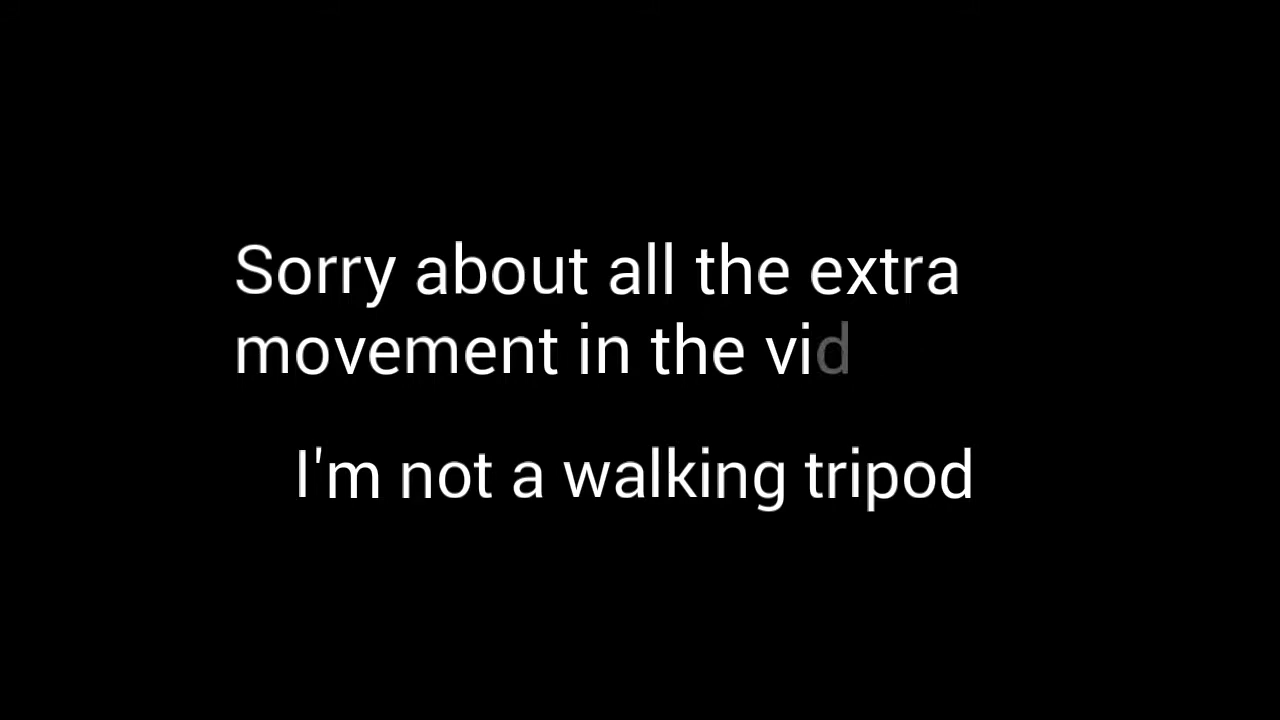 Sorry about all the extra
movement in the vid
I'm not a walking tripod